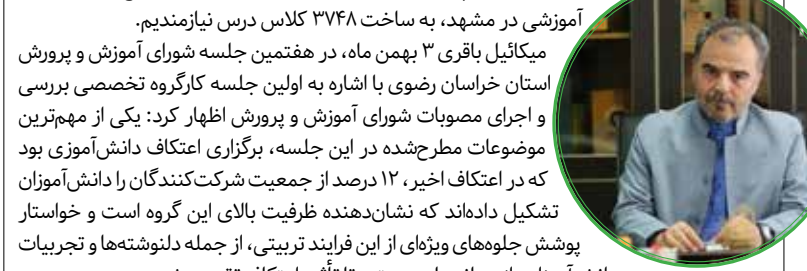 آموزشی در مشهد، به ساخت ۳۷۴۸ کلاس درس نیازمندیم.
میکائیل باقری ۳ بهمن ماه، در هفتمین جلسه شورای آموزش و پرورش
استان خراسان رضوی با اشاره به اولین جلسه کارگروه تخصصی بررسی
و اجرای مصوبات شورای آموزش و پرورش اظهار کرد: یکی از مهم‌ترین
موضوعات مطرح‌شده در این جلسه، برگزاری اعتکاف دانش‌آموزی بود
که در اعتکاف اخیر، ۱۲ درصد از جمعیت شرکت‌کنندگان را دانش‌آموزان
تشکیل داده‌اند که نشان‌دهنده ظرفیت بالای این گروه است و خواستار
پوشش جلوه‌های ویژه‌ای از این فرایند تربیتی، از جمله دلنوشته‌ها و تجربیات